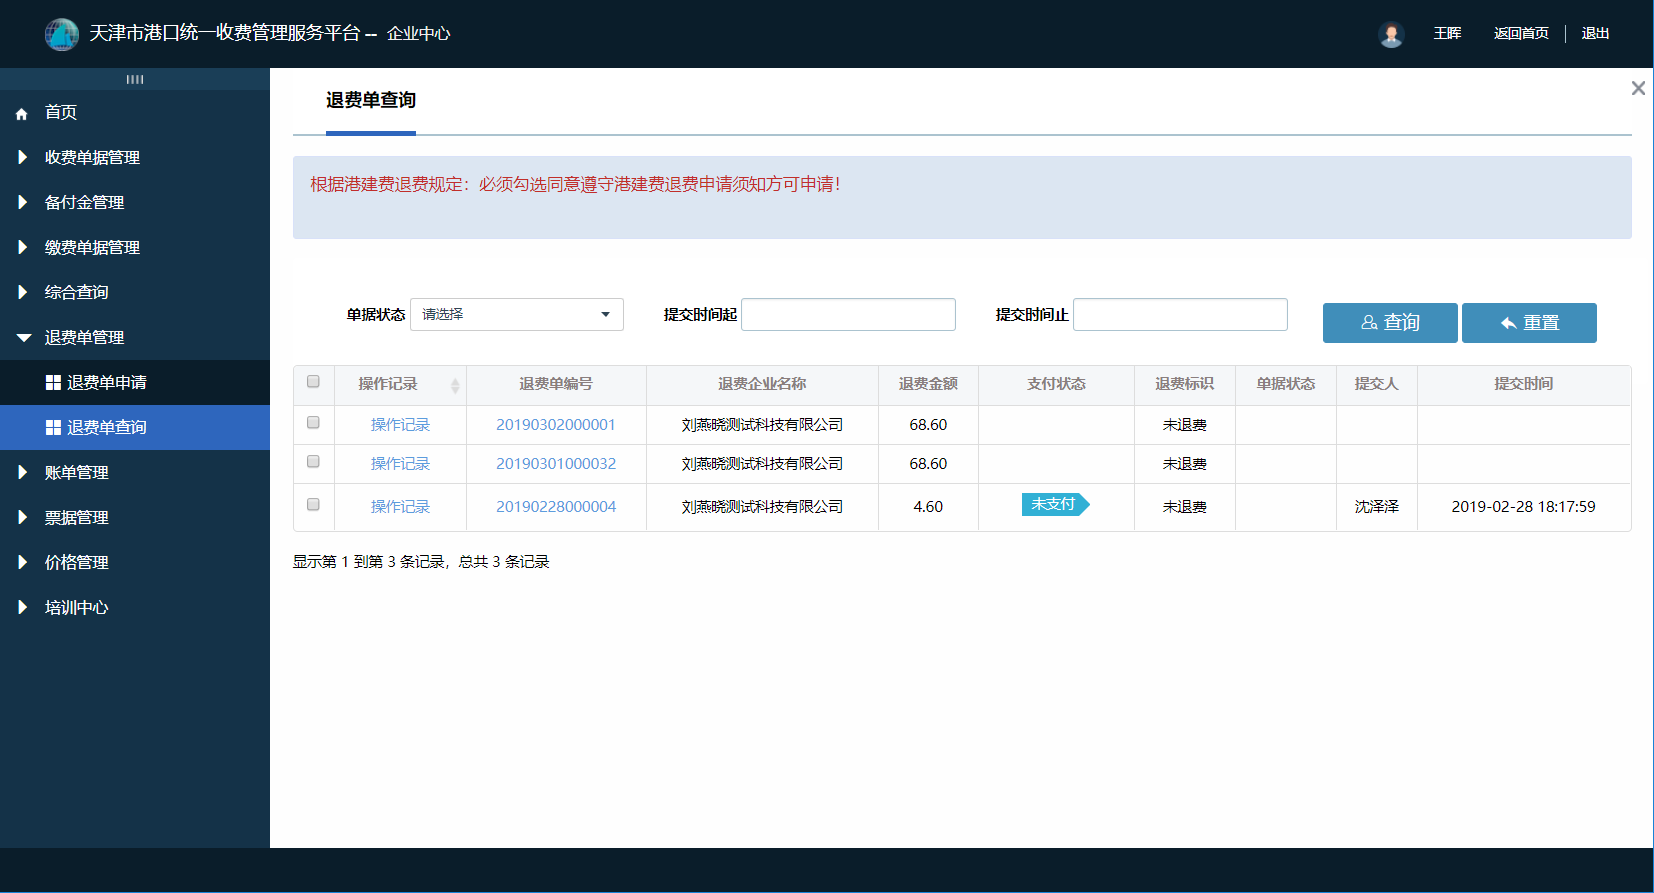 天津市港口统一收费管理服务平台 -- 企业中心
王晖 返回首页 退出
首页
收费单据管理
备付金管理
缴费单据管理
综合查询
退费单管理
退费单申请
退费单查询
账单管理
票据管理
价格管理
培训中心
退费单查询
根据港建费退费规定：必须勾选同意遵守港建费退费申请须知方可申请！
单据状态 请选择 提交时间起 提交时间止 查询 重置
操作记录 退费单编号 退费企业名称 退费金额 支付状态 退费标识 单据状态 提交人 提交时间
操作记录 20190302000001 刘燕晓测试科技有限公司 68.60 未退费
操作记录 20190301000032 刘燕晓测试科技有限公司 68.60 未退费
操作记录 20190228000004 刘燕晓测试科技有限公司 4.60 未支付 未退费 沈泽泽 2019-02-28 18:17:59
显示第 1 到第 3 条记录，总共 3 条记录